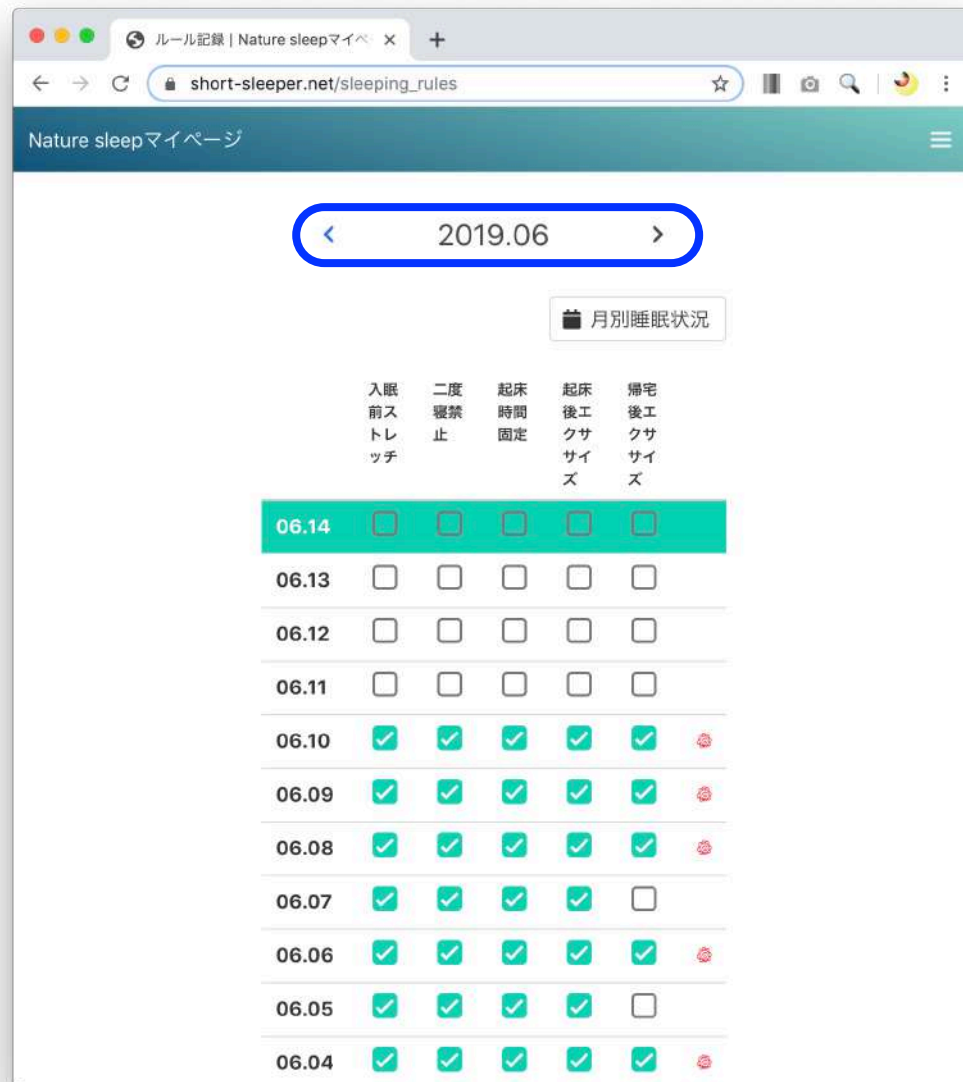 ルール記録 | Nature sleepマイペ
short-sleeper.net/sleeping_rules
Nature sleepマイページ
2019.06
月別睡眠状況
入眠前ストレッチ
二度寝禁止
起床時間固定
起床後エクササイズ
帰宅後エクササイズ
06.14
06.13
06.12
06.11
06.10
06.09
06.08
06.07
06.06
06.05
06.04